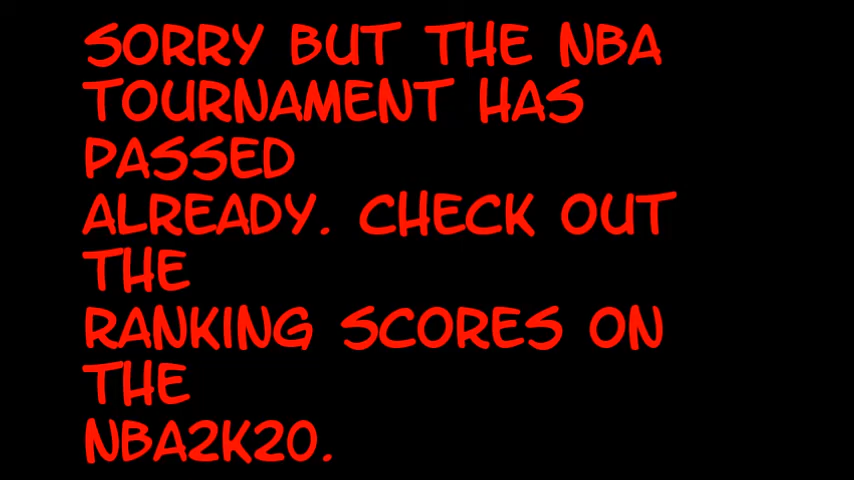 SORRY BUT THE NBA
TOURNAMENT HAS
PASSED
ALREADY. CHECK OUT
THE
RANKING SCORES ON
THE
NBA2K20.